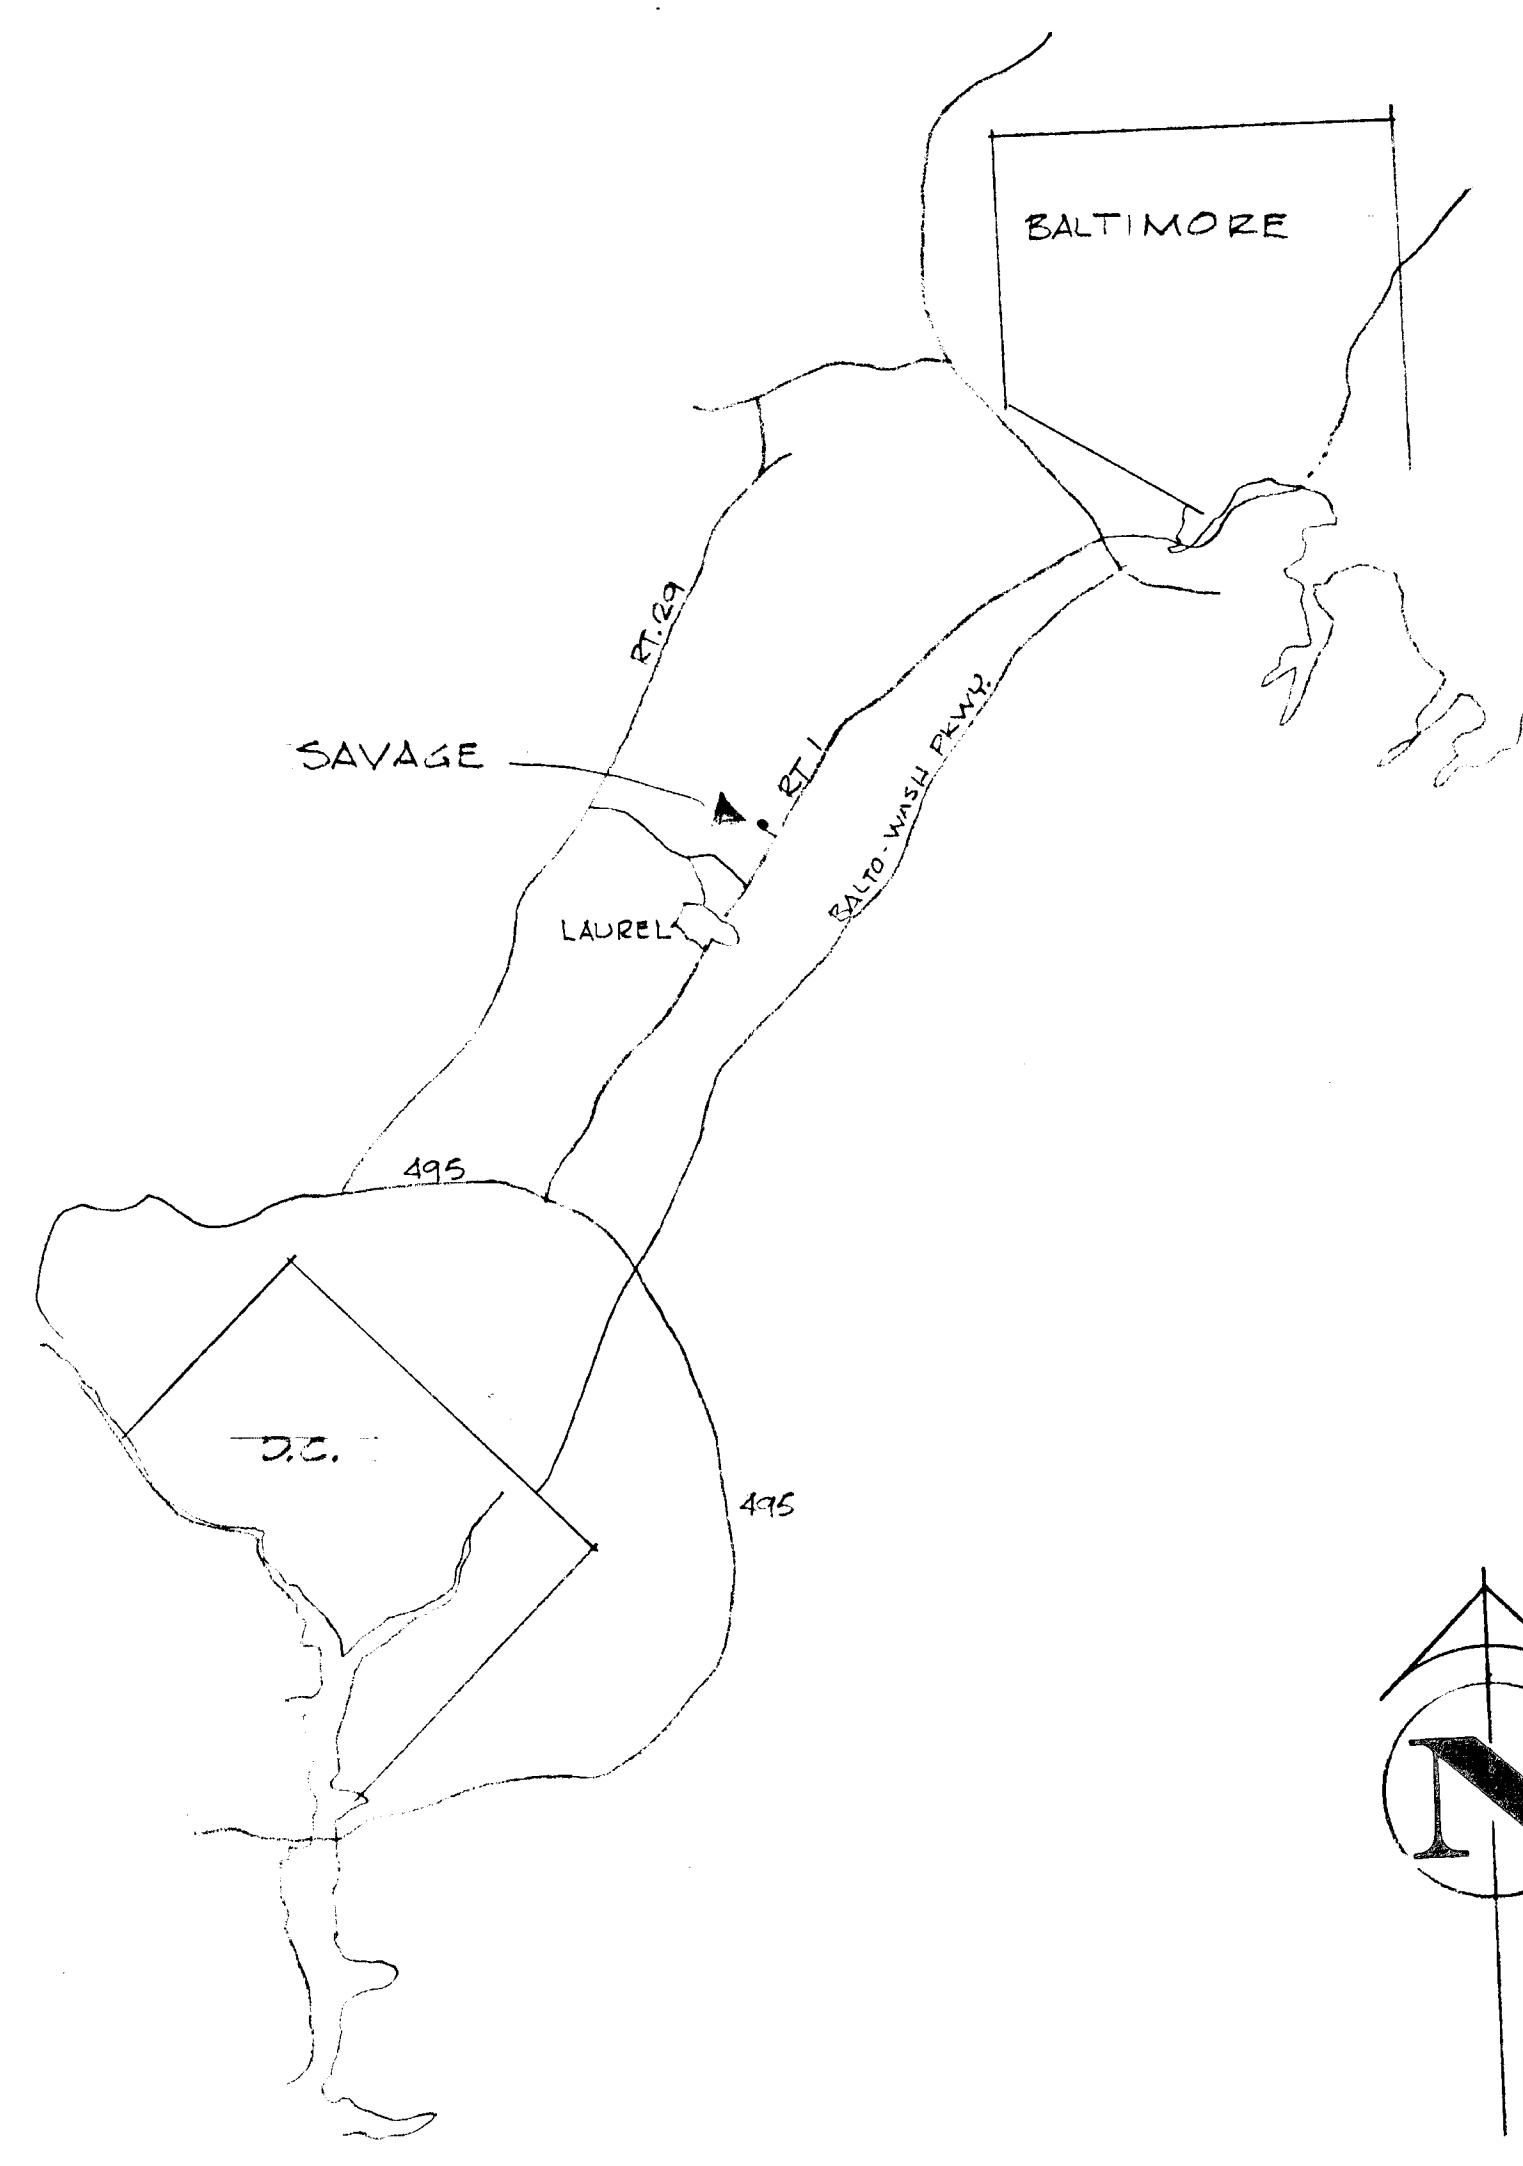 BALTIMORE
RT. 29
SAVAGE
RT 1
BALTO-WASH PKWY.
LAUREL
495
D.C.
495
N